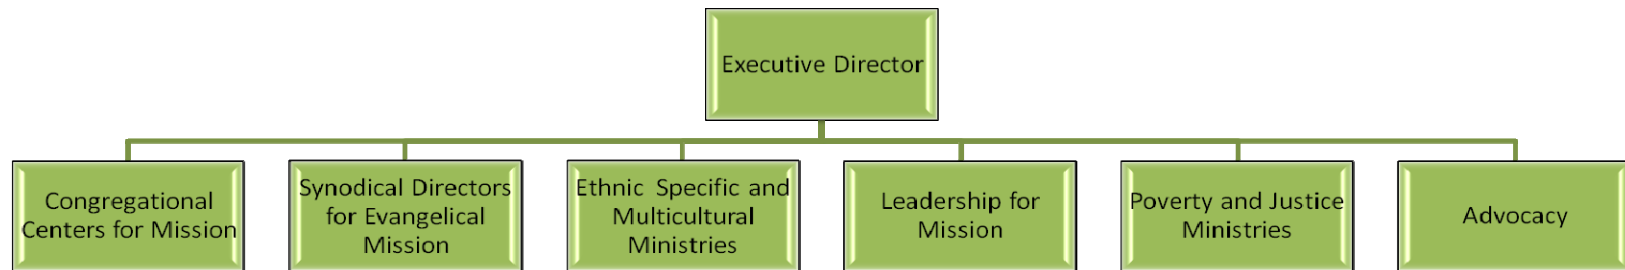 Executive Director
Congregational
Centers for Mission
Synodical Directors
for Evangelical
Mission
Ethnic Specific and
Multicultural
Ministries
Leadership for
Mission
Poverty and Justice
Ministries
Advocacy